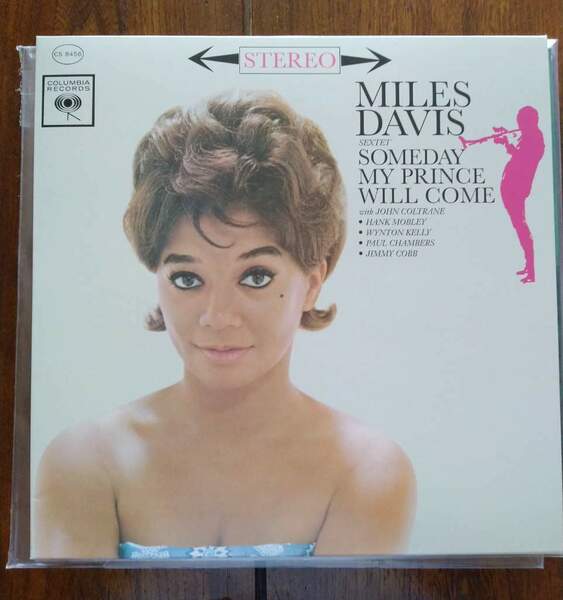 CS 8456
COLUMBIA
RECORDS
STEREO
MILES
DAVIS
SEXTET
SOMEDAY
MY PRINCE
WILL COME
with JOHN COLTRANE
• HANK MOBLEY
• WYNTON KELLY
• PAUL CHAMBERS
• JIMMY COBB